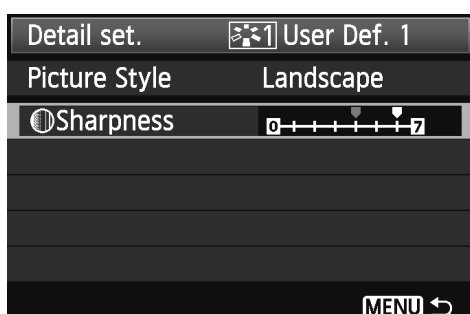 Detail set. 1 User Def. 1
Picture Style Landscape
Sharpness 0 7
MENU